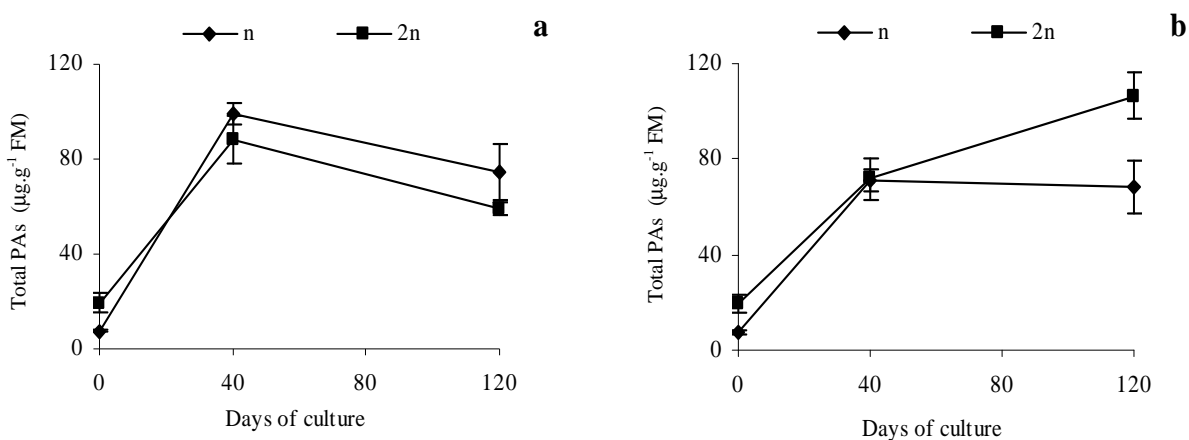 n 2n a
120
80
40
0
Total PAs (µg.g-1 FM)
0 40 80 120
Days of culture
n 2n b
120
80
40
0
Total PAs (µg.g-1 FM)
0 40 80 120
Days of culture